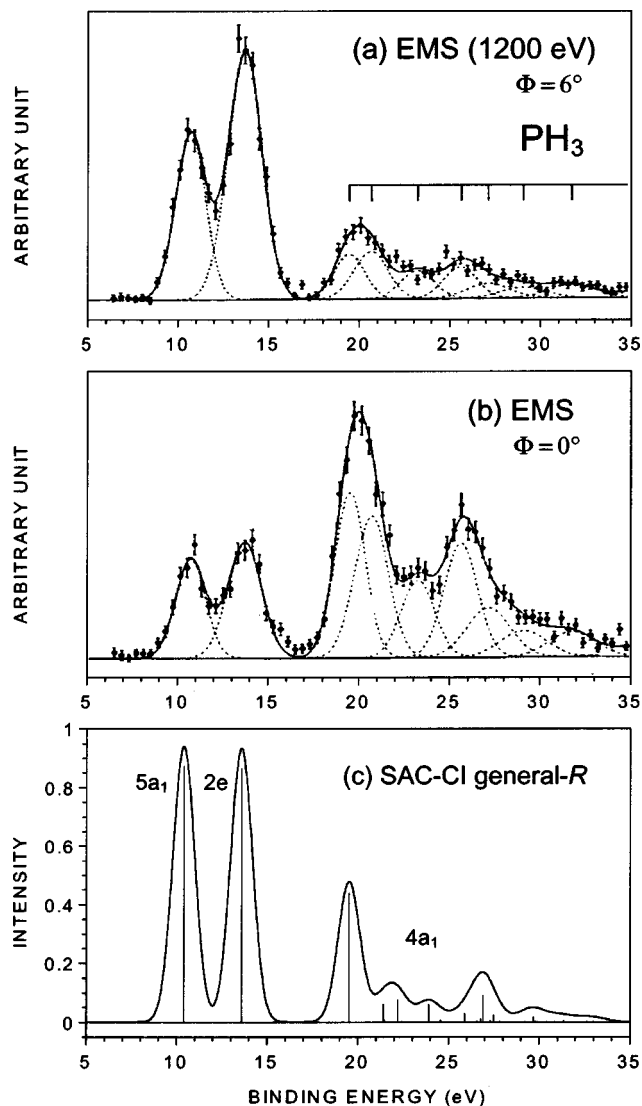 (a) EMS (1200 eV)
Φ = 6°
PH3
ARBITRARY UNIT
5 10 15 20 25 30 35
(b) EMS
Φ = 0°
ARBITRARY UNIT
5 10 15 20 25 30 35
1
0.8
0.6
0.4
0.2
0
INTENSITY
5a1
2e
(c) SAC-CI general-R
4a1
5 10 15 20 25 30 35
BINDING ENERGY (eV)